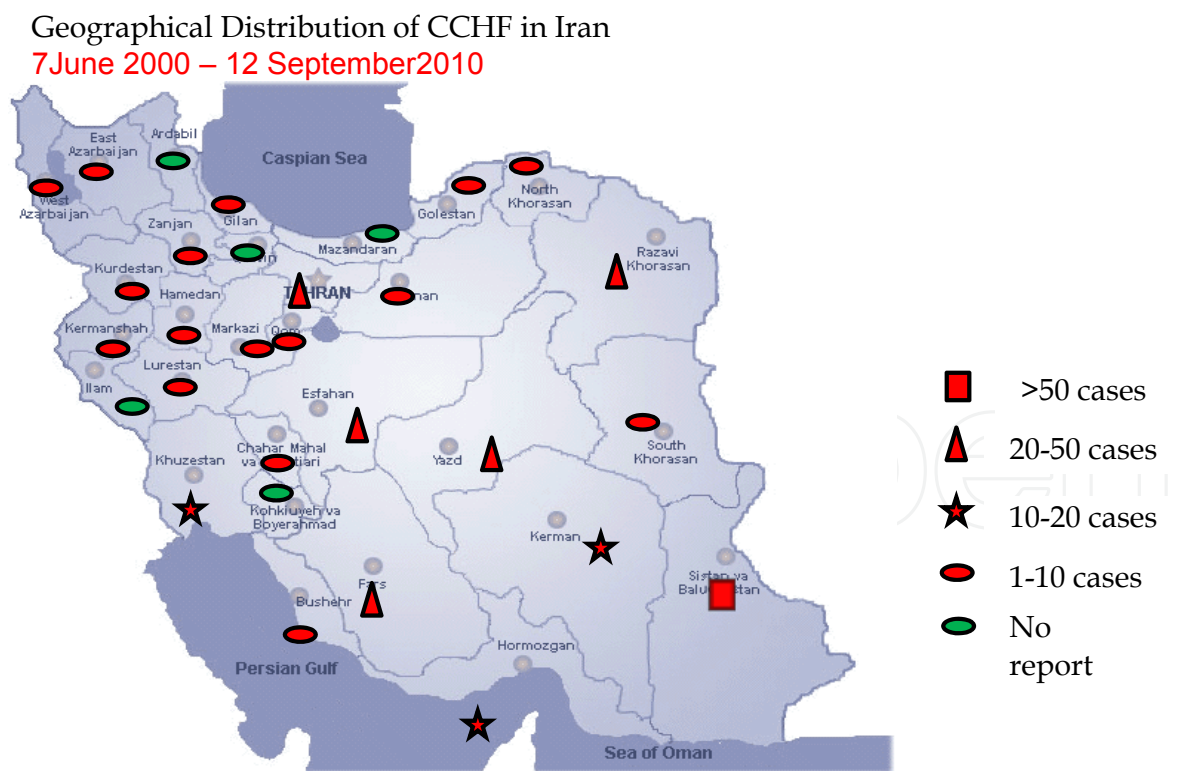 Geographical Distribution of CCHF in Iran
7June 2000 – 12 September2010
Ardabil
East
Azarbaijan
Caspian Sea
West
Azarbaijan
North
Khorasan
Golestan
Gilan
Zanjan
Mazandaran
Razavi
Khorasan
Kurdestan
Hamedan
Kermanshah
Markazi
Lurestan
Ilam
Esfahan
>50 cases
20-50 cases
10-20 cases
1-10 cases
No
report
Chahar Mahal
va
Yazd
South
Khorasan
Khuzestan
Kohkiluyeh va
Boyerahmad
Kerman
Fars
Sistan va
Bushehr
Hormozgan
Persian Gulf
Sea of Oman